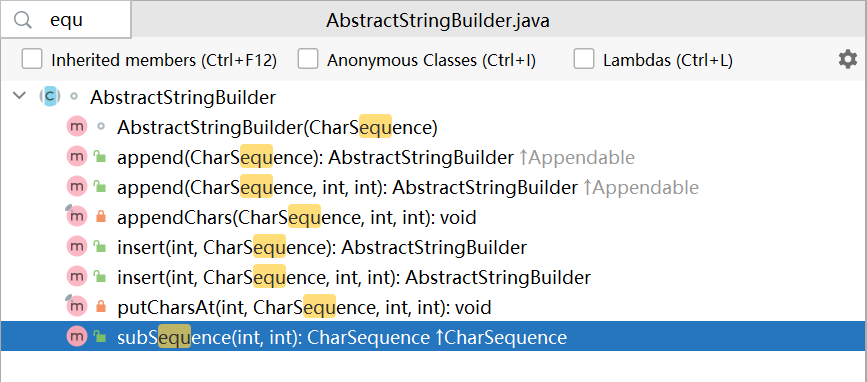 equ
AbstractStringBuilder.java
Inherited members (Ctrl+F12) Anonymous Classes (Ctrl+I) Lambdas (Ctrl+L)
C AbstractStringBuilder
m AbstractStringBuilder(CharSequence)
m append(CharSequence): AbstractStringBuilder ↑Appendable
m append(CharSequence, int, int): AbstractStringBuilder ↑Appendable
m appendChars(CharSequence, int, int): void
m insert(int, CharSequence): AbstractStringBuilder
m insert(int, CharSequence, int, int): AbstractStringBuilder
m putCharsAt(int, CharSequence, int, int): void
m subSequence(int, int): CharSequence ↑CharSequence